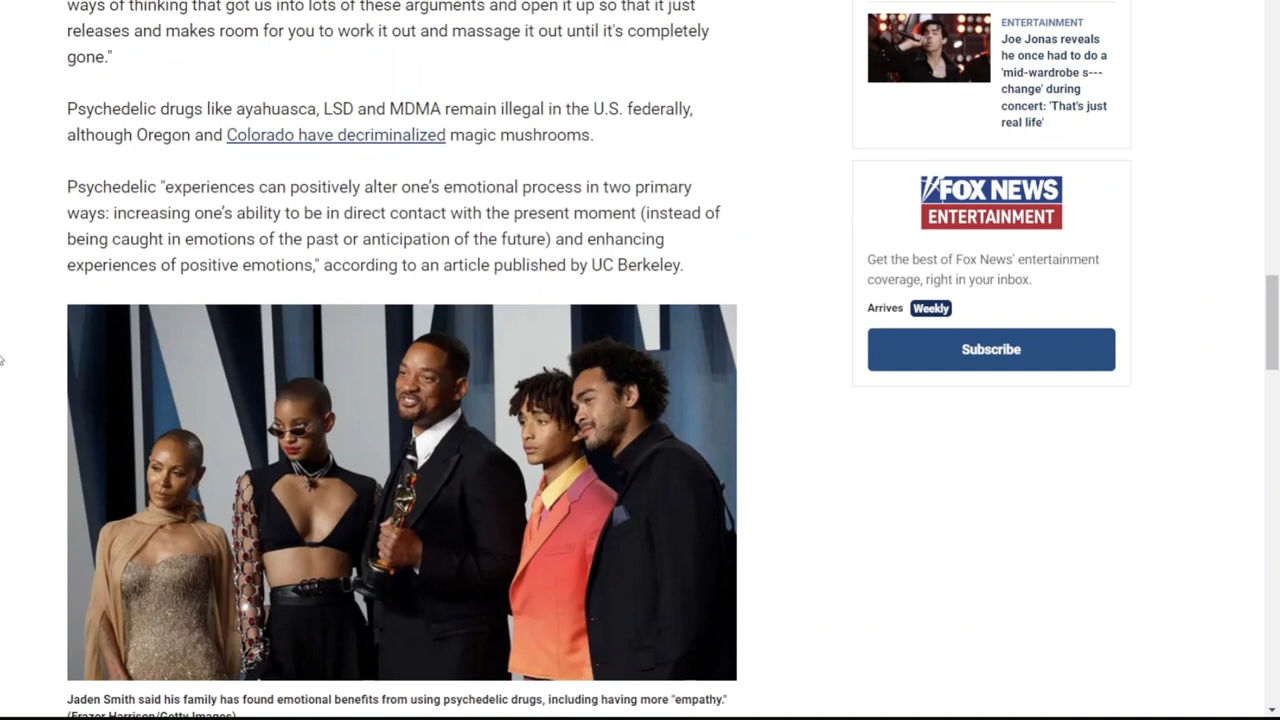 ways of thinking that got us into lots of these arguments and open it up so that it just
releases and makes room for you to work it out and massage it out until it's completely
gone."
Psychedelic drugs like ayahuasca, LSD and MDMA remain illegal in the U.S. federally,
although Oregon and Colorado have decriminalized magic mushrooms.
Psychedelic "experiences can positively alter one’s emotional process in two primary
ways: increasing one’s ability to be in direct contact with the present moment (instead of
being caught in emotions of the past or anticipation of the future) and enhancing
experiences of positive emotions," according to an article published by UC Berkeley.
Jaden Smith said his family has found emotional benefits from using psychedelic drugs, including having more "empathy."
(Frazer Harrison/Getty Images)
ENTERTAINMENT
Joe Jonas reveals
he once had to do a
'mid-wardrobe s---
change' during
concert: 'That's just
real life'
FOX NEWS
ENTERTAINMENT
Get the best of Fox News' entertainment
coverage, right in your inbox.
Arrives Weekly
Subscribe